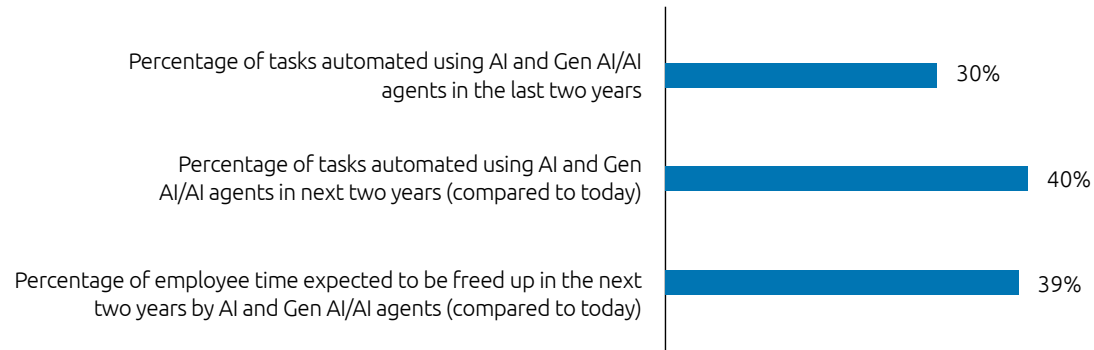 Percentage of tasks automated using AI and Gen AI/AI
agents in the last two years
30%
Percentage of tasks automated using AI and Gen
AI/AI agents in next two years (compared to today)
40%
Percentage of employee time expected to be freed up in the next
two years by AI and Gen AI/AI agents (compared to today)
39%